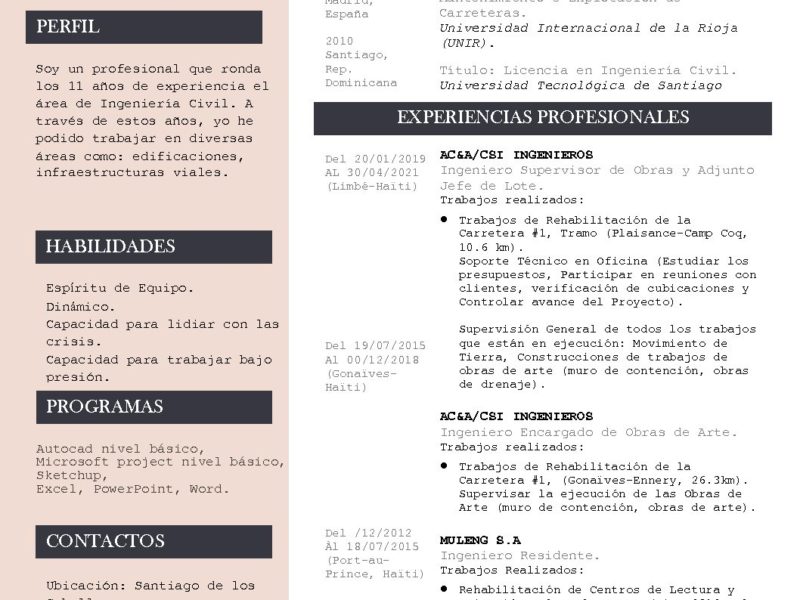 PERFIL
Soy un profesional que ronda
los 11 años de experiencia el
área de Ingeniería Civil. A
través de estos años, yo he
podido trabajar en diversas
áreas como: edificaciones,
infraestructuras viales.
HABILIDADES
Espíritu de Equipo.
Dinámico.
Capacidad para lidiar con las
crisis.
Capacidad para trabajar bajo
presión.
PROGRAMAS
Autocad nivel básico,
Microsoft project nivel básico,
Sketchup,
Excel, PowerPoint, Word.
CONTACTOS
Ubicación: Santiago de los
Madrid,
España
2010
Santiago,
Rep.
Dominicana
Mantenimiento e Explotación de
Carreteras.
Universidad Internacional de la Rioja
(UNIR).
Título: Licencia en Ingeniería Civil.
Universidad Tecnológica de Santiago
EXPERIENCIAS PROFESIONALES
Del 20/01/2019
AL 30/04/2021
(Limbé-Haïti)
AC&A/CSI INGENIEROS
Ingeniero Supervisor de Obras y Adjunto
Jefe de Lote.
Trabajos realizados:
● Trabajos de Rehabilitación de la
Carretera #1, Tramo (Plaisance-Camp Coq,
10.6 km).
Soporte Técnico en Oficina (Estudiar los
presupuestos, Participar en reuniones con
clientes, verificación de cubicaciones y
Controlar avance del Proyecto).
Supervisión General de todos los trabajos
que están en ejecución: Movimiento de
Tierra, Construcciones de trabajos de
obras de arte (muro de contención, obras
de drenaje).
Del 19/07/2015
Al 00/12/2018
(Gonaïves-
Haïti)
AC&A/CSI INGENIEROS
Ingeniero Encargado de Obras de Arte.
Trabajos realizados:
● Trabajos de Rehabilitación de la
Carretera #1, (Gonaïves-Ennery, 26.3km).
Supervisar la ejecución de las Obras de
Arte (muro de contención, obras de arte).
Del /12/2012
Àl 18/07/2015
(Port-au-
Prince, Haïti)
MULENG S.A
Ingeniero Residente.
Trabajos Realizados:
● Rehabilitación de Centros de Lectura y